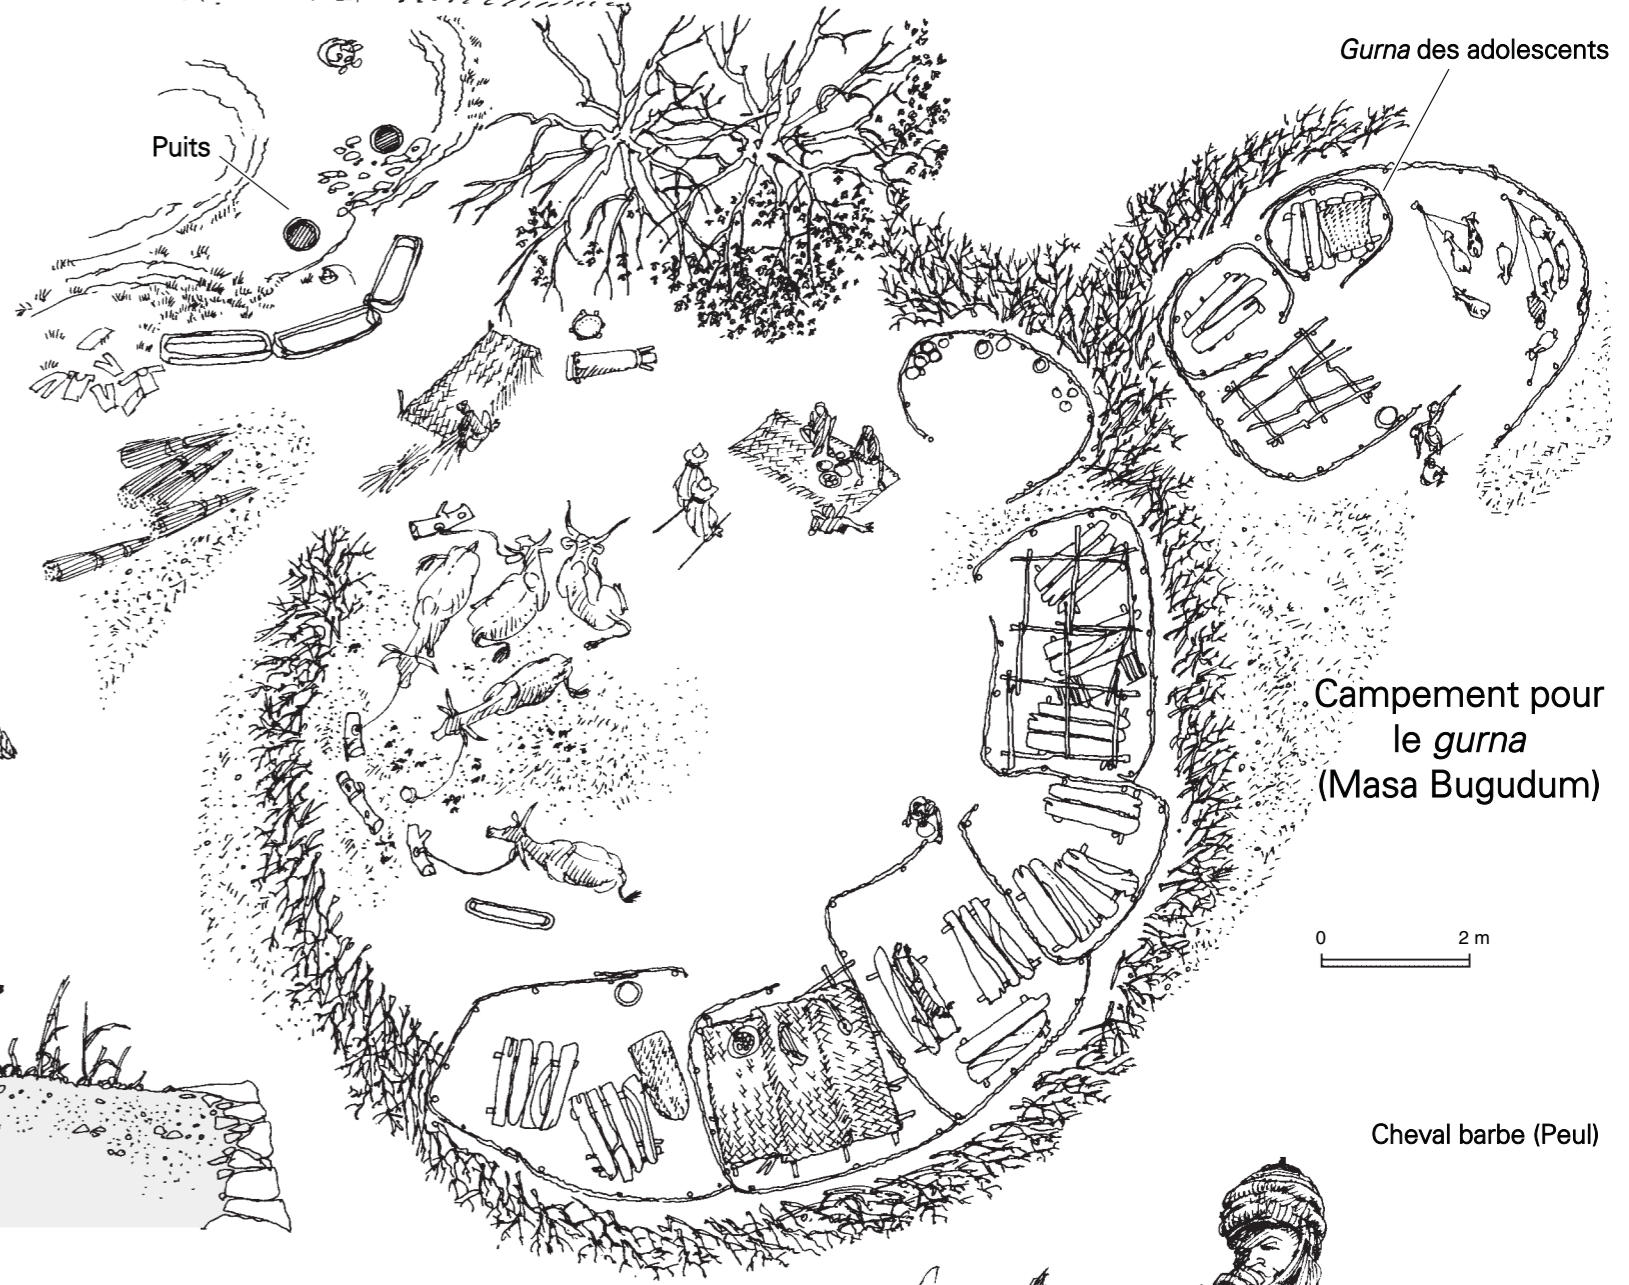 Gurna des adolescents
Puits
Campement pour
le gurna
(Masa Bugudum)
0 2 m
Cheval barbe (Peul)